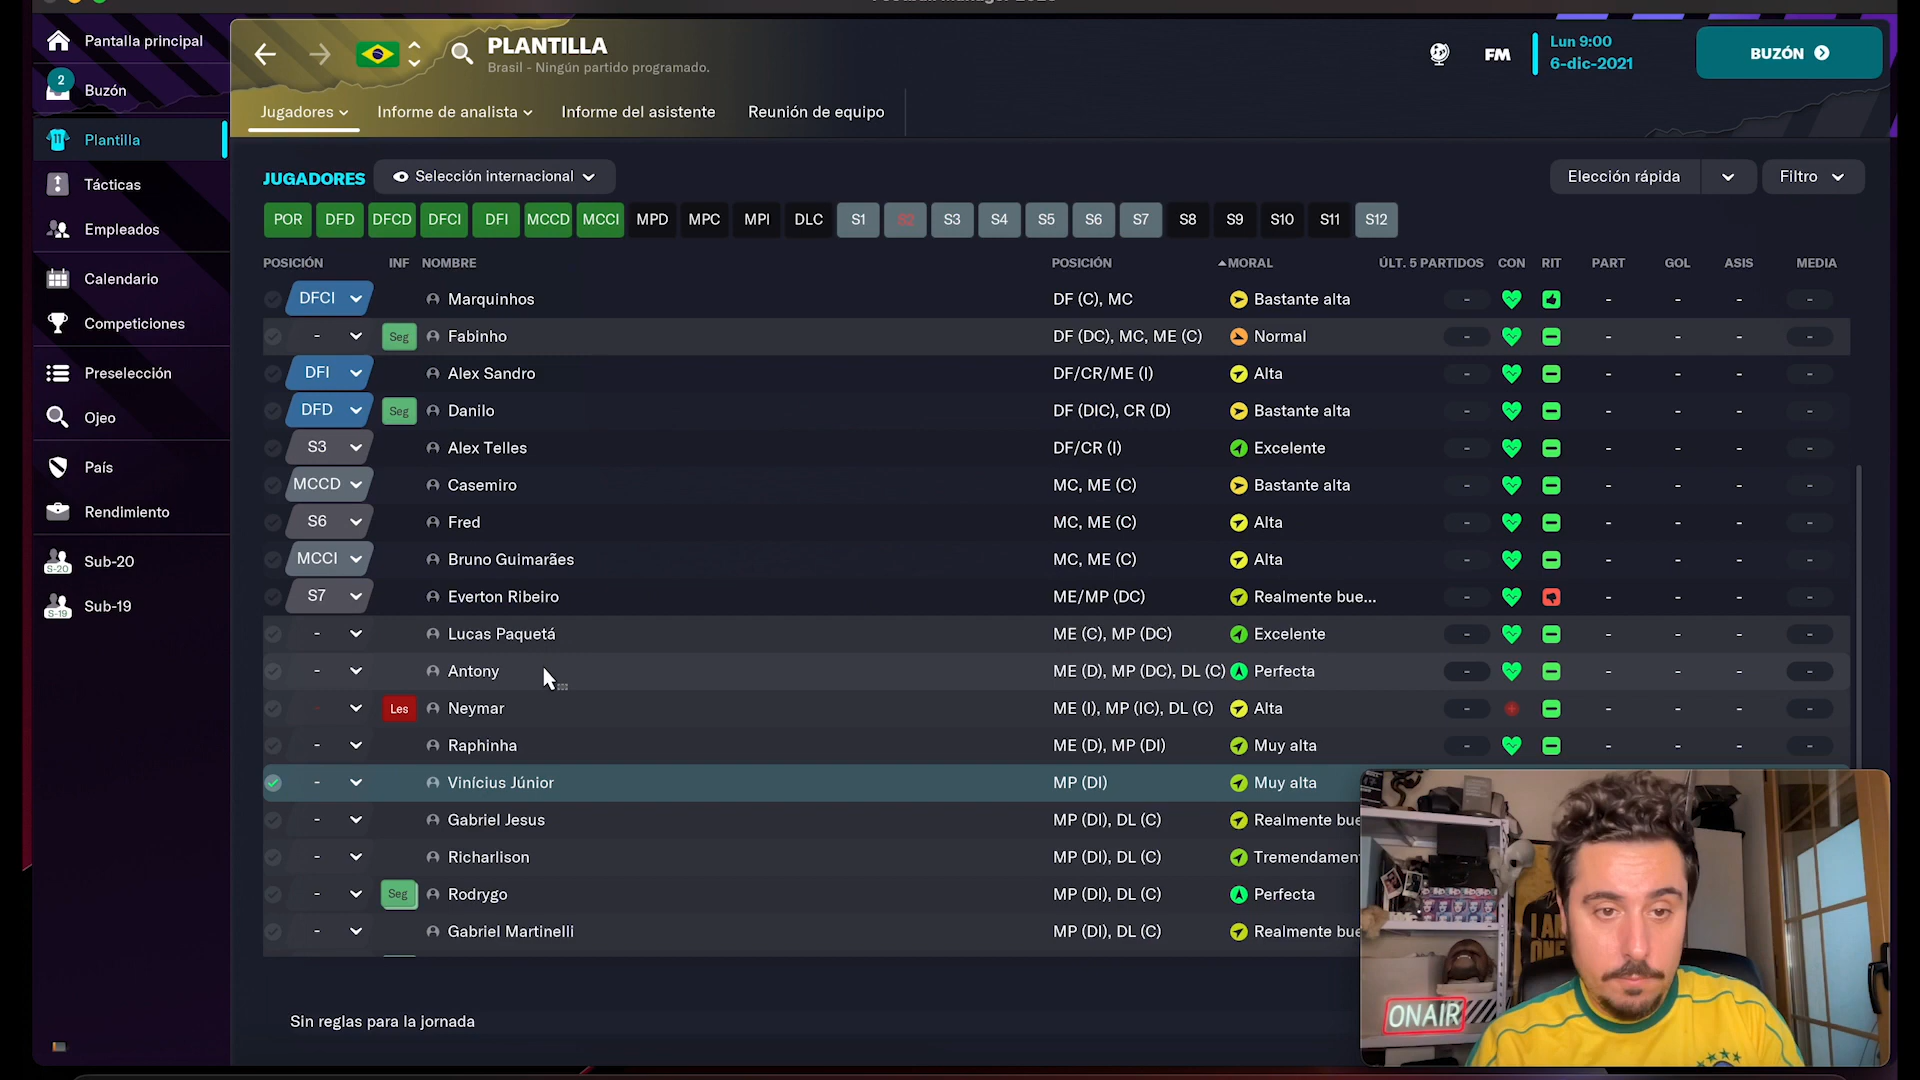 Pantalla principal
2
Buzón
Plantilla
Tácticas
Empleados
Calendario
Competiciones
Preselección
Ojeo
País
Rendimiento
S-20
Sub-20
S-19
Sub-19
PLANTILLA
Brasil - Ningún partido programado.
FM
Lun 9:00
6-dic-2021
BUZÓN
Jugadores
Informe de analista
Informe del asistente
Reunión de equipo
JUGADORES
Selección internacional
Elección rápida
Filtro
POR DFD DFCD DFCI DFI MCCD MCCI MPD MPC MPI DLC S1 S2 S3 S4 S5 S6 S7 S8 S9 S10 S11 S12
POSICIÓN INF NOMBRE POSICIÓN MORAL ÚLT. 5 PARTIDOS CON RIT PART GOL ASIS MEDIA
DFCI Marquinhos DF (C), MC Bastante alta - - - - -
- Seg Fabinho DF (DC), MC, ME (C) Normal - - - - -
DFI Alex Sandro DF/CR/ME (I) Alta - - - - -
DFD Seg Danilo DF (DIC), CR (D) Bastante alta - - - - -
S3 Alex Telles DF/CR (I) Excelente - - - - -
MCCD Casemiro MC, ME (C) Bastante alta - - - - -
S6 Fred MC, ME (C) Alta - - - - -
MCCI Bruno Guimarães MC, ME (C) Alta - - - - -
S7 Everton Ribeiro ME/MP (DC) Realmente bue... - - - - -
- Lucas Paquetá ME (C), MP (DC) Excelente - - - - -
- Antony ME (D), MP (DC), DL (C) Perfecta - - - - -
- Les Neymar ME (I), MP (IC), DL (C) Alta - - - - -
- Raphinha ME (D), MP (DI) Muy alta - - - - -
- Vinícius Júnior MP (DI) Muy alta
- Gabriel Jesus MP (DI), DL (C) Realmente bue
- Richarlison MP (DI), DL (C) Tremendamen
- Seg Rodrygo MP (DI), DL (C) Perfecta
- Gabriel Martinelli MP (DI), DL (C) Realmente bue
Sin reglas para la jornada
ON AIR